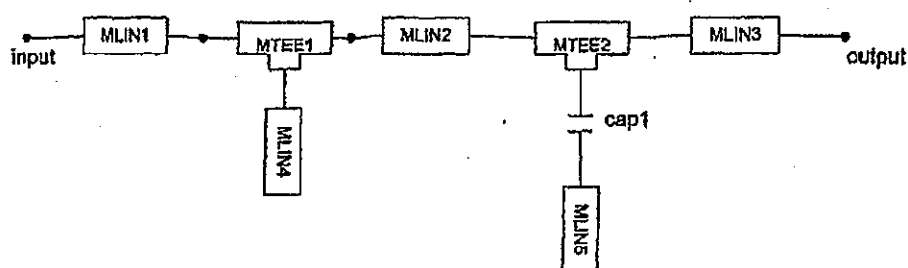 MLIN1
MTEE1
MLIN2
MTEE2
MLIN3
input
output
MLIN4
cap1
MLIN5